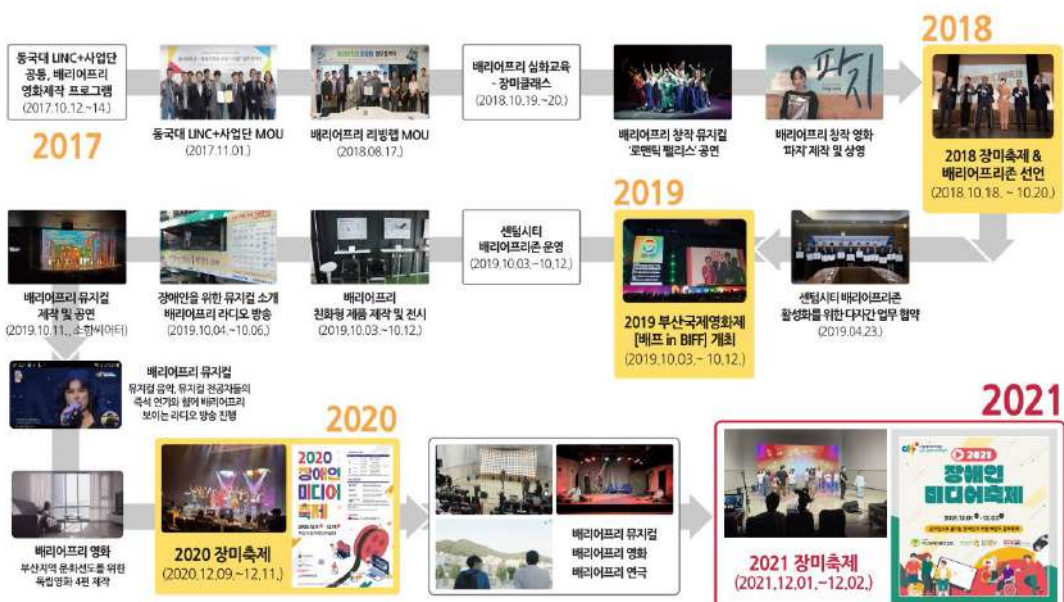 2018
동국대 LINC+사업단
공동, 배리어프리
영화제작 프로그램
(2017.10.12.~14.)
2017
동국대 LINC+사업단 MOU
(2017.11.01.)
배리어프리 리빙랩 MOU
(2018.08.17.)
배리어프리 심화교육
- 장미클래스
(2018.10.19.~20.)
배리어프리 창작 뮤지컬
'로맨틱 팰리스' 공연
파지
배리어프리 창작 영화
'파지' 제작 및 상영
2018 장미축제 &
배리어프리존 선언
(2018.10.18. ~ 10.20.)
2019
센텀시티 배리어프리존
활성화를 위한 다자간 업무 협약
(2019.04.23.)
2019 부산국제영화제
[배프 in BIFF] 개최
(2019.10.03.~ 10.12.)
센텀시티
배리어프리존 운영
(2019.10.03.~10.12.)
배리어프리
친화형 제품 제작 및 전시
(2019.10.03.~10.12.)
장애인을 위한 뮤지컬 소개
배리어프리 라디오 방송
(2019.10.04.~10.06.)
배리어프리 뮤지컬
제작 및 공연
(2019.10.11., 소향씨어터)
배리어프리 뮤지컬
뮤지컬 음악, 뮤지컬 전공자들의
즉석 연기와 함께 배리어프리
보이는 라디오 방송 진행
배리어프리 영화
부산지역 문화선도를 위한
독립영화 4편 제작
2020
2020
장애인
미디어
축제
2020 장미축제
(2020.12.09.~12.11.)
배리어프리 뮤지컬
배리어프리 영화
배리어프리 연극
2021
2021
장애인
미디어축제
2021 장미축제
(2021.12.01.~12.02.)